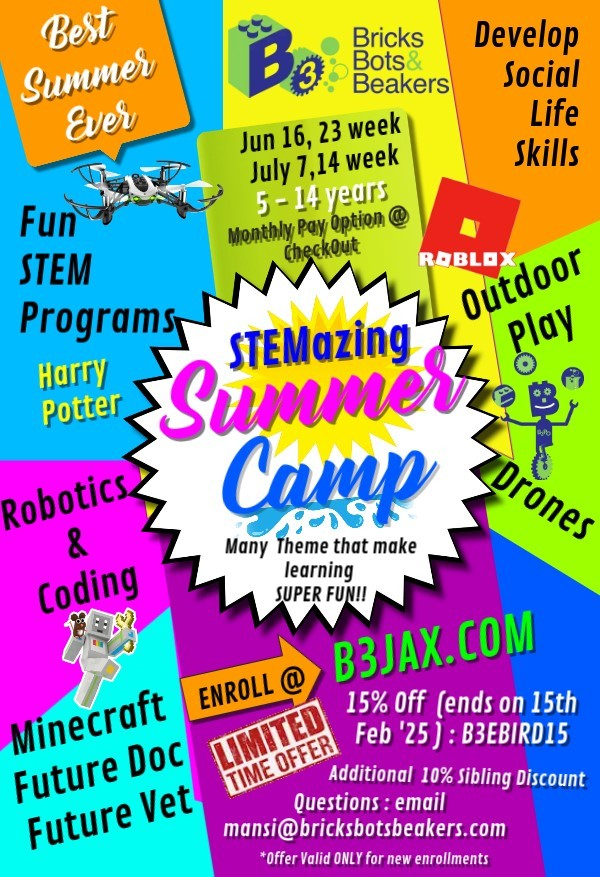 Best
Summer
Ever
B3
Bricks
Bots&
Beakers
Develop
Social
Life
Skills
Jun 16, 23 week
July 7,14 week
5 - 14 years
Monthly Pay Option @
CheckOut
Fun
STEM
Programs
Harry
Potter
ROBLOX
Outdoor
Play
STEMazing
Summer
Camp
Many Theme that make
learning
SUPER FUN!!
Drones
Robotics
&
Coding
Minecraft
Future Doc
Future Vet
ENROLL @
B3JAX.COM
LIMITED
TIME OFFER
15% Off (ends on 15th
Feb '25 ) : B3EBIRD15
Additional 10% Sibling Discount
Questions : email
mansi@bricksbotsbeakers.com
*Offer Valid ONLY for new enrollments